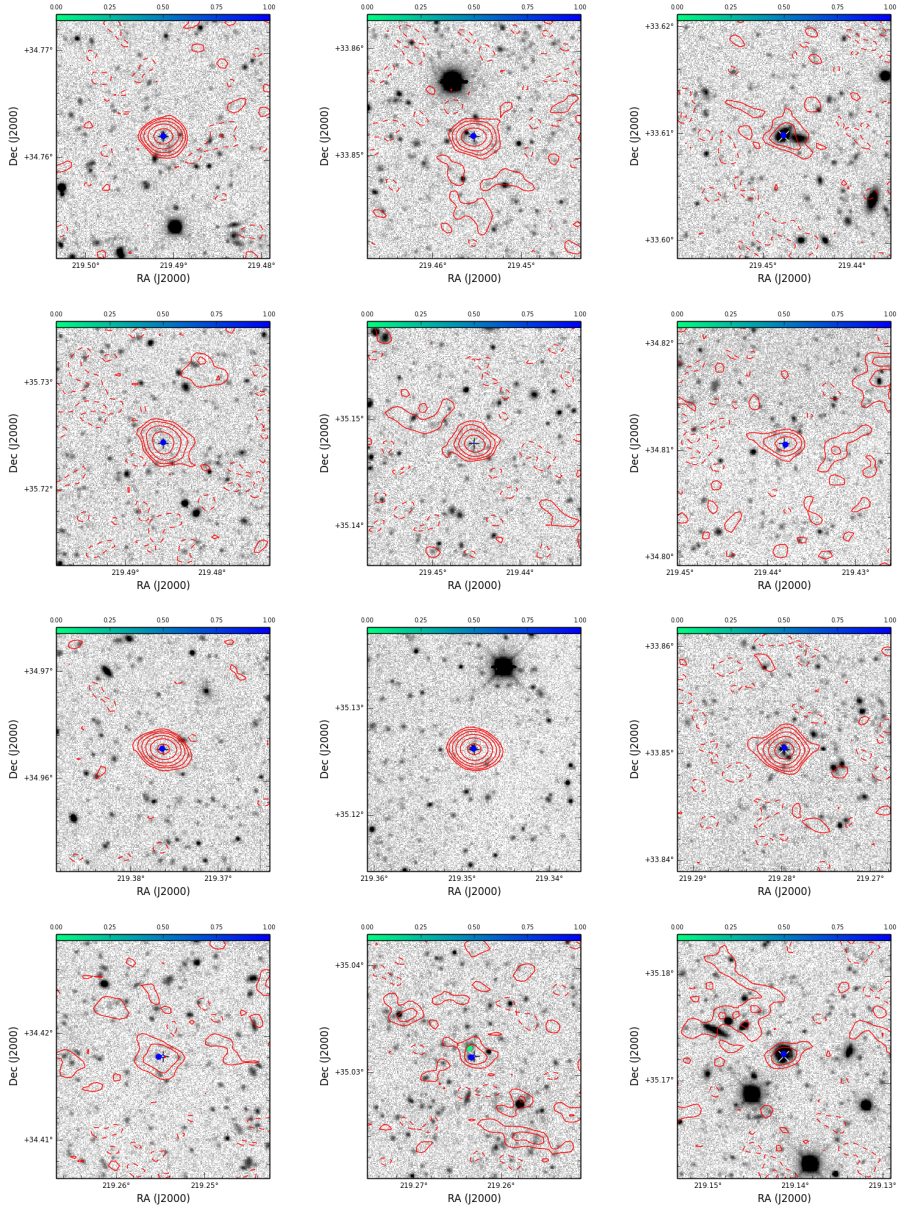 0.00 0.25 0.50 0.75 1.00
+34.77°
+34.76°
Dec (J2000)
219.50° 219.49° 219.48°
RA (J2000)
0.00 0.25 0.50 0.75 1.00
+33.86°
+33.85°
Dec (J2000)
219.46° 219.45°
RA (J2000)
0.00 0.25 0.50 0.75 1.00
+33.62°
+33.61°
+33.60°
Dec (J2000)
219.45° 219.44°
RA (J2000)
0.00 0.25 0.50 0.75 1.00
+35.73°
+35.72°
Dec (J2000)
219.49° 219.48°
RA (J2000)
0.00 0.25 0.50 0.75 1.00
+35.15°
+35.14°
Dec (J2000)
219.45° 219.44°
RA (J2000)
0.00 0.25 0.50 0.75 1.00
+34.82°
+34.81°
+34.80°
Dec (J2000)
219.45° 219.44° 219.43°
RA (J2000)
0.00 0.25 0.50 0.75 1.00
+34.97°
+34.96°
Dec (J2000)
219.38° 219.37°
RA (J2000)
0.00 0.25 0.50 0.75 1.00
+35.13°
+35.12°
Dec (J2000)
219.36° 219.35° 219.34°
RA (J2000)
0.00 0.25 0.50 0.75 1.00
+33.86°
+33.85°
+33.84°
Dec (J2000)
219.29° 219.28° 219.27°
RA (J2000)
0.00 0.25 0.50 0.75 1.00
+34.42°
+34.41°
Dec (J2000)
219.26° 219.25°
RA (J2000)
0.00 0.25 0.50 0.75 1.00
+35.04°
+35.03°
Dec (J2000)
219.27° 219.26°
RA (J2000)
0.00 0.25 0.50 0.75 1.00
+35.18°
+35.17°
Dec (J2000)
219.15° 219.14° 219.13°
RA (J2000)